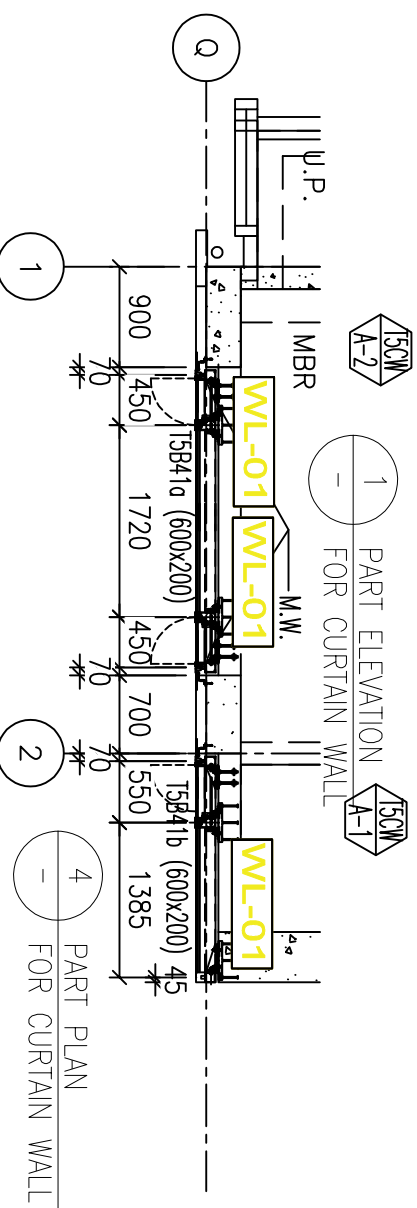 Q
U.P.
T5CW
A-2
1
-
PART ELEVATION
FOR CURTAIN WALL
T5CW
A-1
MBR
M.W.
WL-01
WL-01
WL-01
T5B41a (600x200)
T5B41b (600x200)
900
70
450
1720
450
70
700
70
550
1385
45
1
2
4
-
PART PLAN
FOR CURTAIN WALL